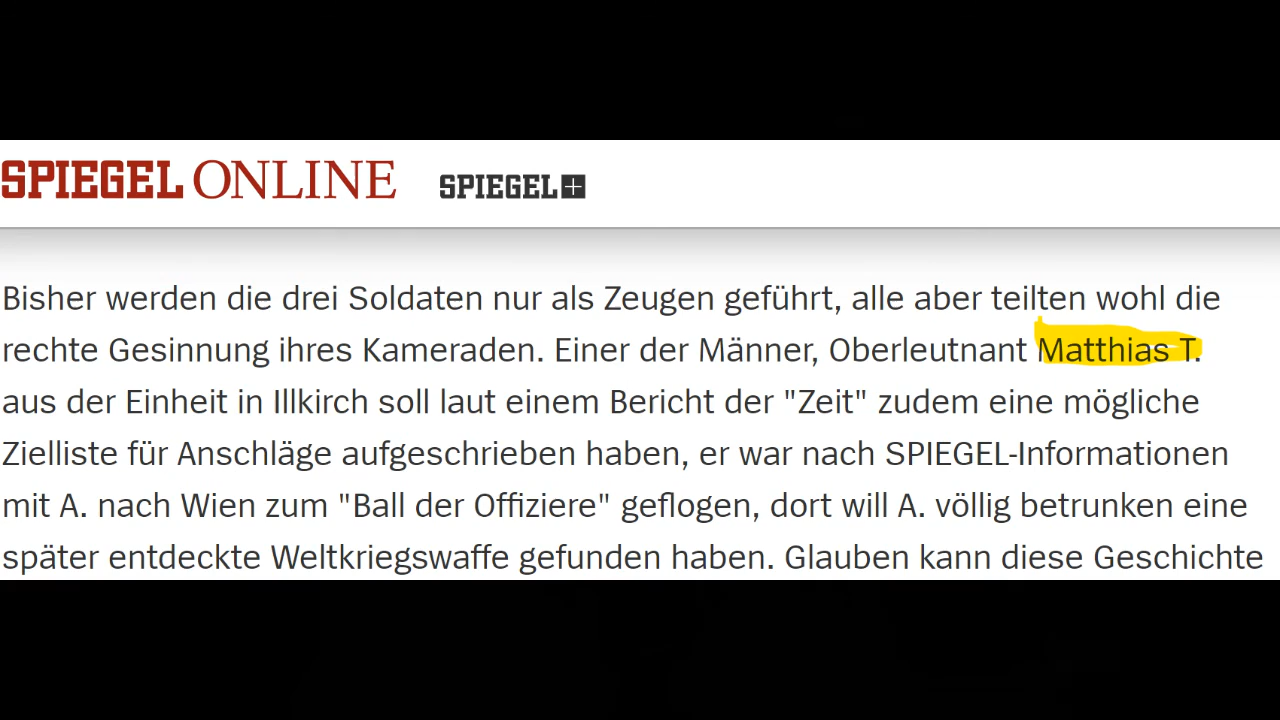 SPIEGEL ONLINE SPIEGEL+
Bisher werden die drei Soldaten nur als Zeugen geführt, alle aber teilten wohl die
rechte Gesinnung ihres Kameraden. Einer der Männer, Oberleutnant Matthias T.
aus der Einheit in Illkirch soll laut einem Bericht der "Zeit" zudem eine mögliche
Zielliste für Anschläge aufgeschrieben haben, er war nach SPIEGEL-Informationen
mit A. nach Wien zum "Ball der Offiziere" geflogen, dort will A. völlig betrunken eine
später entdeckte Weltkriegswaffe gefunden haben. Glauben kann diese Geschichte